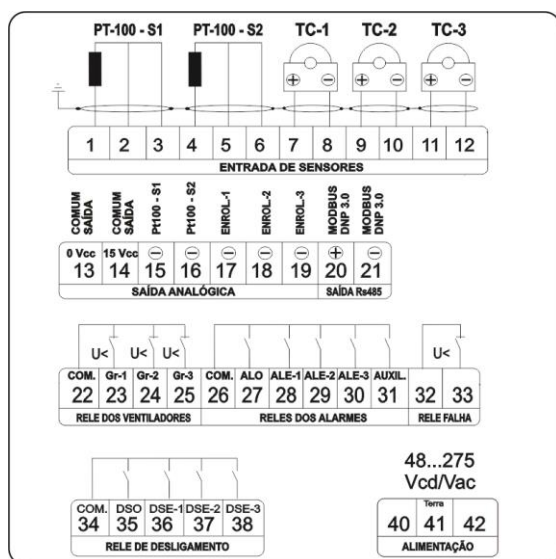 PT-100 - S1 PT-100 - S2 TC-1 TC-2 TC-3
+ − + − + −
1 2 3 4 5 6 7 8 9 10 11 12
ENTRADA DE SENSORES
COMUM SAÍDA
COMUM SAÍDA
Pt100 - S1
Pt100 - S2
ENROL-1
ENROL-2
ENROL-3
MODBUS DNP 3.0
MODBUS DNP 3.0
0 Vcc 15 Vcc − − − − − + −
13 14 15 16 17 18 19 20 21
SAÍDA ANALÓGICA SAÍDA Rs485
U< U< U< U<
COM. Gr-1 Gr-2 Gr-3 COM. ALO ALE-1 ALE-2 ALE-3 AUXIL.
22 23 24 25 26 27 28 29 30 31 32 33
RELE DOS VENTILADORES RELES DOS ALARMES RELE FALHA
48...275
Vcd/Vac
COM. DSO DSE-1 DSE-2 DSE-3
34 35 36 37 38
RELE DE DESLIGAMENTO
Terra
40 41 42
ALIMENTAÇÃO